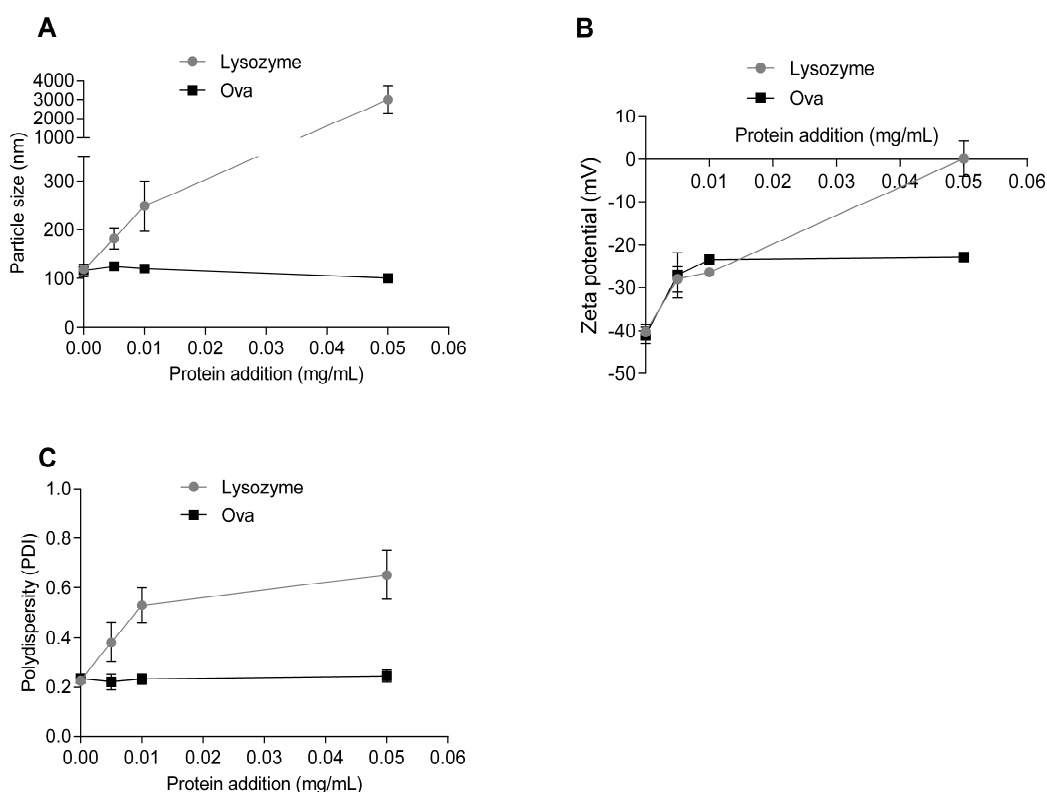 A
Lysozyme
Ova
4000
3000
2000
1000
300
200
100
0
Particle size (nm)
0.00 0.01 0.02 0.03 0.04 0.05 0.06
Protein addition (mg/mL)
B
Lysozyme
Ova
10
0
-10
-20
-30
-40
-50
Zeta potential (mV)
Protein addition (mg/mL)
0.01 0.02 0.03 0.04 0.05 0.06
C
Lysozyme
Ova
1.0
0.8
0.6
0.4
0.2
0.0
Polydispersity (PDI)
0.00 0.01 0.02 0.03 0.04 0.05 0.06
Protein addition (mg/mL)